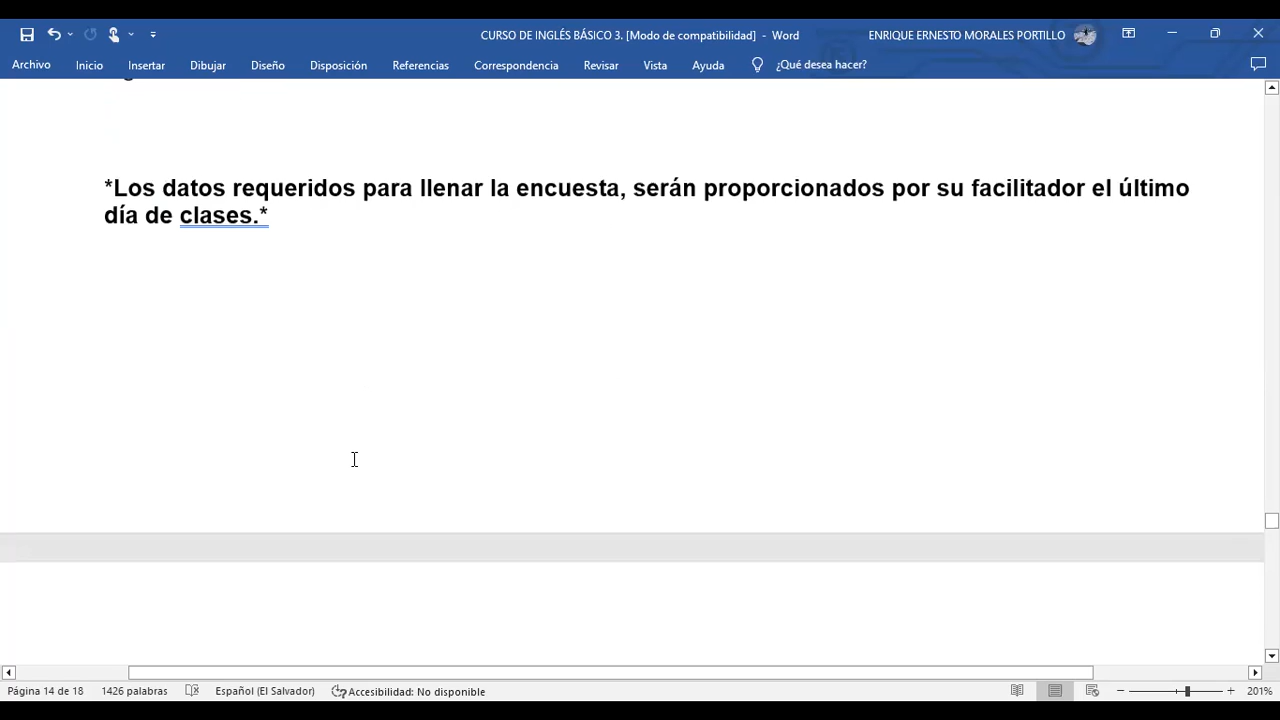 CURSO DE INGLÉS BÁSICO 3. [Modo de compatibilidad] - Word
ENRIQUE ERNESTO MORALES PORTILLO
Archivo Inicio Insertar Dibujar Diseño Disposición Referencias Correspondencia Revisar Vista Ayuda ¿Qué desea hacer?
*Los datos requeridos para llenar la encuesta, serán proporcionados por su facilitador el último
día de clases.*
Página 14 de 18 1426 palabras Español (El Salvador) Accesibilidad: No disponible 201%